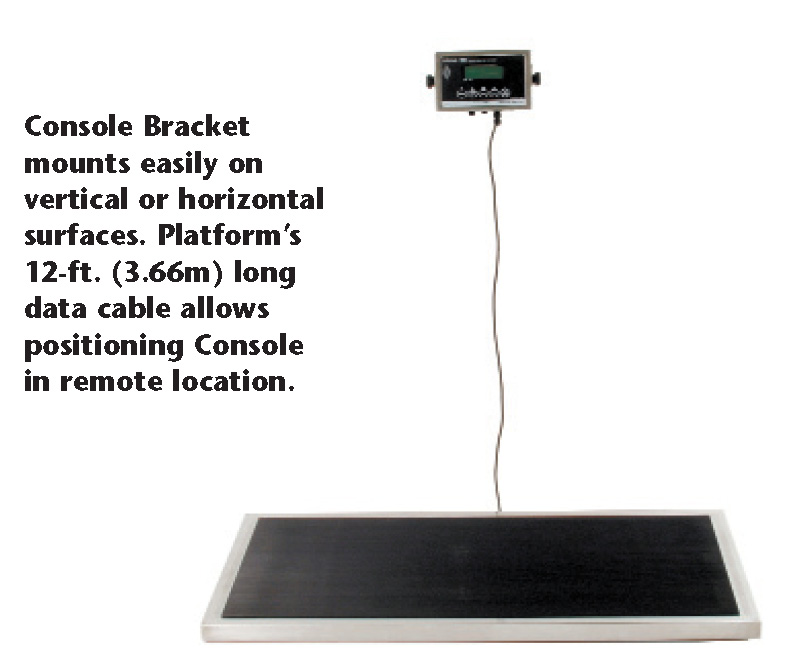 Console Bracket
mounts easily on
vertical or horizontal
surfaces. Platform's
12-ft. (3.66m) long
data cable allows
positioning Console
in remote location.